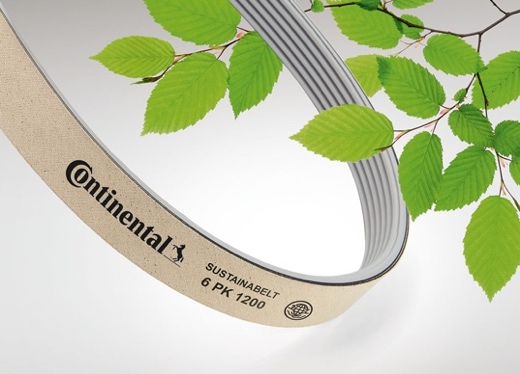 Continental
SUSTAINABELT
6 PK 1200